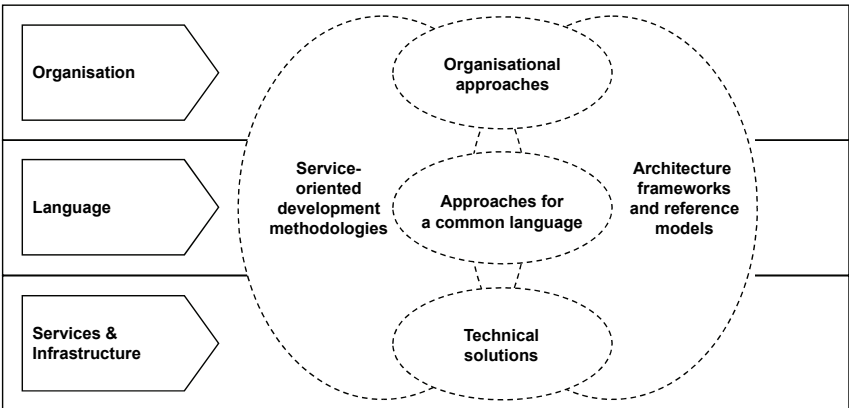 Organisation
Organisational
approaches
Language
Service-
oriented
development
methodologies
Approaches for
a common language
Architecture
frameworks
and reference
models
Services &
Infrastructure
Technical
solutions